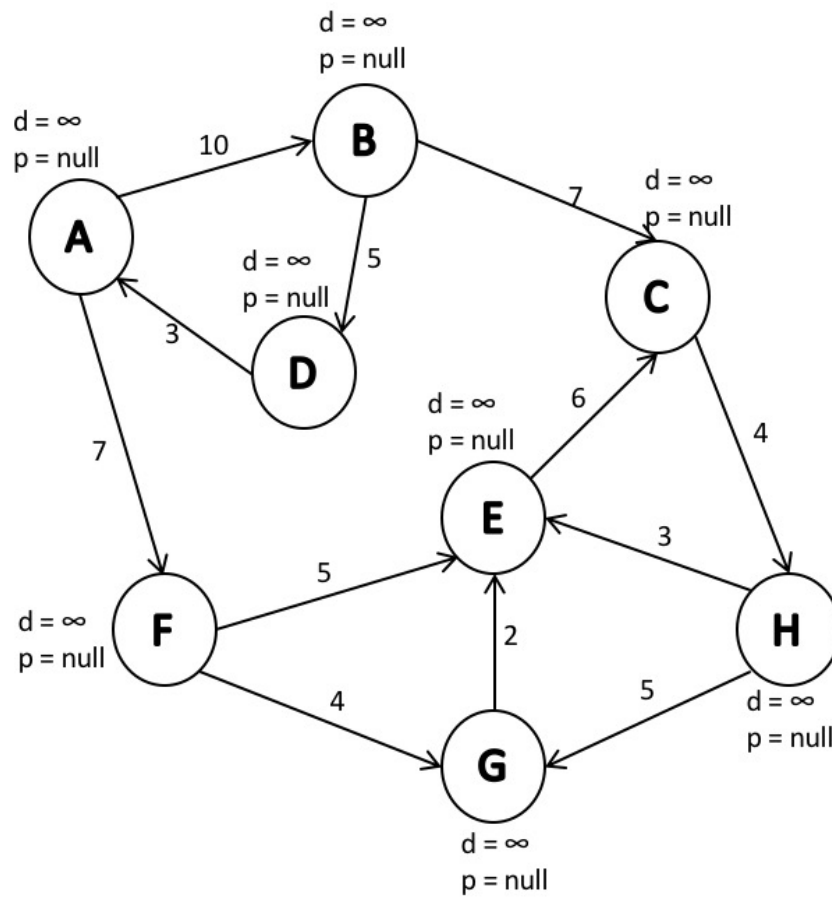 d = ∞
p = null
B
d = ∞
p = null
10
A
7
d = ∞
p = null
C
5
d = ∞
p = null
D
3
7
6
4
d = ∞
p = null
E
3
5
d = ∞
p = null
F
2
H
d = ∞
p = null
4
5
G
d = ∞
p = null